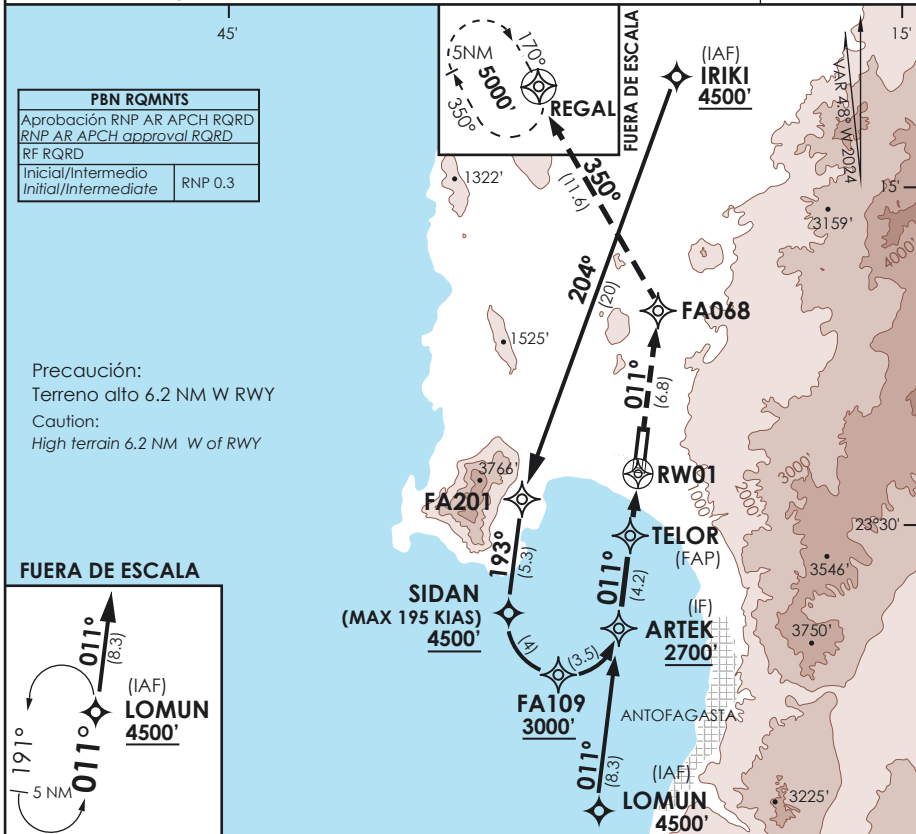 45'
15'
5NM
170°
5000'
350°
REGAL
FUERA DE ESCALA
(IAF)
IRIKI
4500'
VAR 4.8° W 2024
PBN RQMNTS
Aprobación RNP AR APCH RQRD
RNP AR APCH approval RQRD
RF RQRD
Inicial/Intermedio
Initial/Intermediate
RNP 0.3
1322'
350°
(11.6)
15'
3159'
4000'
204°
(20)
FA068
1525'
011°
(6.8)
Precaución:
Terreno alto 6.2 NM W RWY
Caution:
High terrain 6.2 NM W of RWY
3766'
FA201
RW01
1000'
2000'
3000'
23°30'
193°
(5.3)
TELOR
(FAP)
011°
(4.2)
3546'
FUERA DE ESCALA
SIDAN
(MAX 195 KIAS)
4500'
(IF)
ARTEK
2700'
3750'
(4)
(3.5)
FA109
3000'
ANTOFAGASTA
011°
(8.3)
(IAF)
LOMUN
4500'
191°
011°
5 NM
011°
(8.3)
(IAF)
LOMUN
4500'
3225'